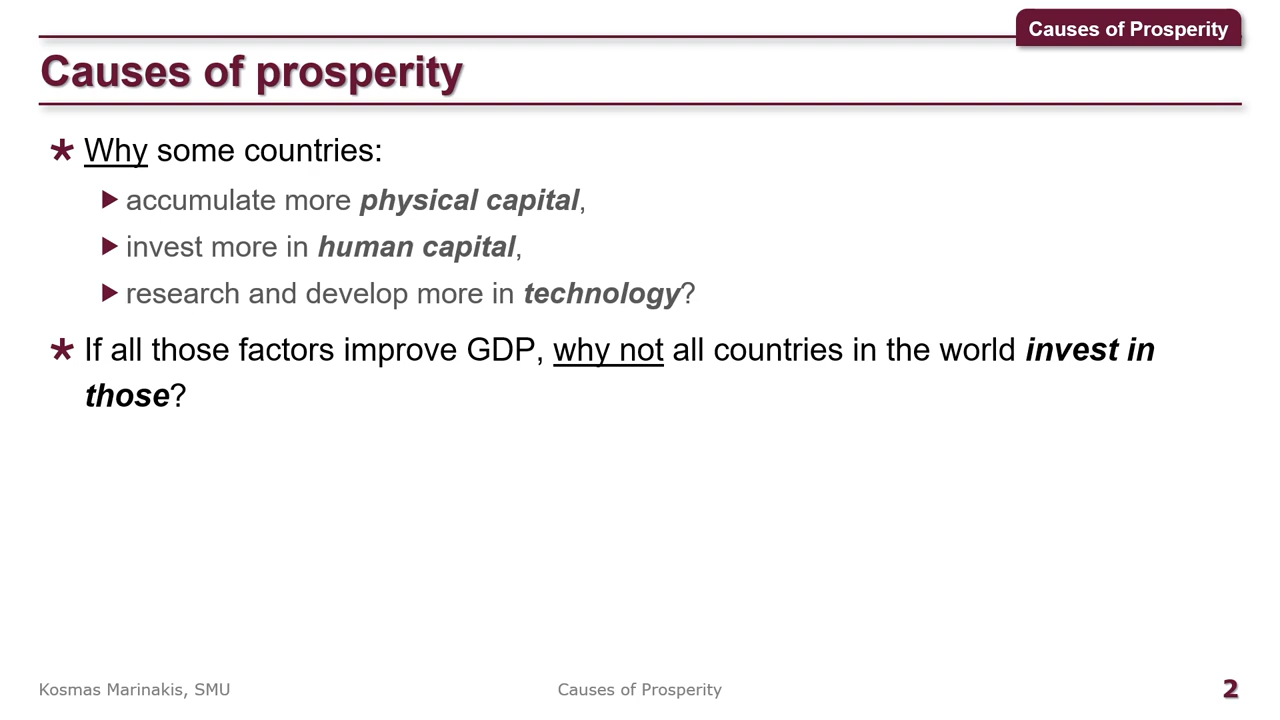 Causes of Prosperity
Causes of prosperity
Why some countries:
accumulate more physical capital,
invest more in human capital,
research and develop more in technology?
If all those factors improve GDP, why not all countries in the world invest in
those?
Kosmas Marinakis, SMU
Causes of Prosperity
2